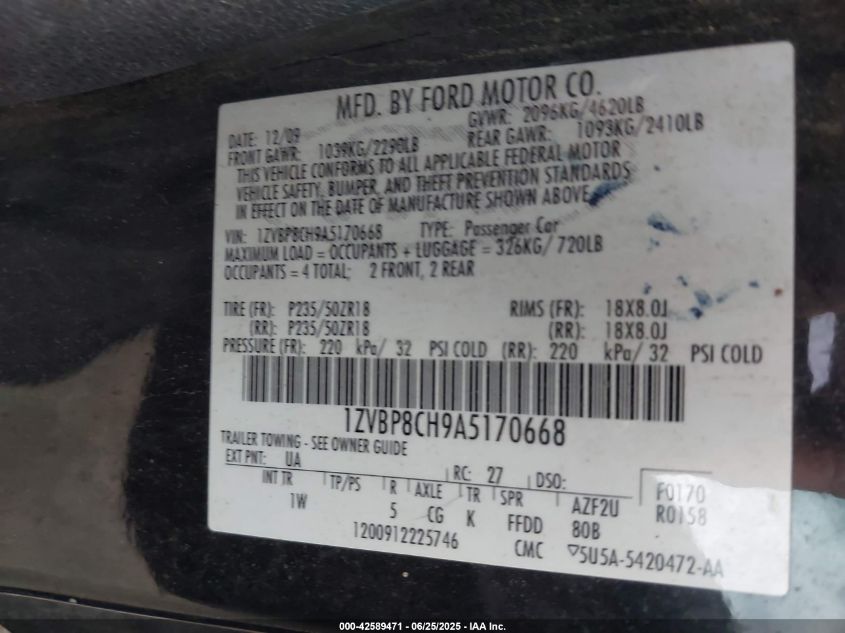 MFD. BY FORD MOTOR CO.
DATE: 12/09 GVWR: 2096KG/4620LB
FRONT GAWR: 1039KG/2290LB REAR GAWR: 1093KG/2410LB
THIS VEHICLE CONFORMS TO ALL APPLICABLE FEDERAL MOTOR
VEHICLE SAFETY, BUMPER, AND THEFT PREVENTION STANDARDS
IN EFFECT ON THE DATE OF MANUFACTURE SHOWN ABOVE
VIN: 1ZVBP8CH9A5170668 TYPE: Passenger Car
MAXIMUM LOAD = OCCUPANTS + LUGGAGE = 326KG/ 720LB
OCCUPANTS = 4 TOTAL; 2 FRONT, 2 REAR
TIRE (FR): P235/50ZR18 RIMS (FR): 18X8.0J
(RR): P235/50ZR18 (RR): 18X8.0J
PRESSURE (FR): 220 kPa/ 32 PSI COLD (RR): 220 kPa/ 32 PSI COLD
1ZVBP8CH9A5170668
TRAILER TOWING - SEE OWNER GUIDE
EXT PNT: UA RC: 27 DSO: F0170
INT TR TP/PS R AXLE TR SPR AZF2U R0158
1W 5 CG K FFDD 80B
1200912225746 CMC ▽5U5A-5420472-AA
000-42589471 - 06/25/2025 - IAA Inc.